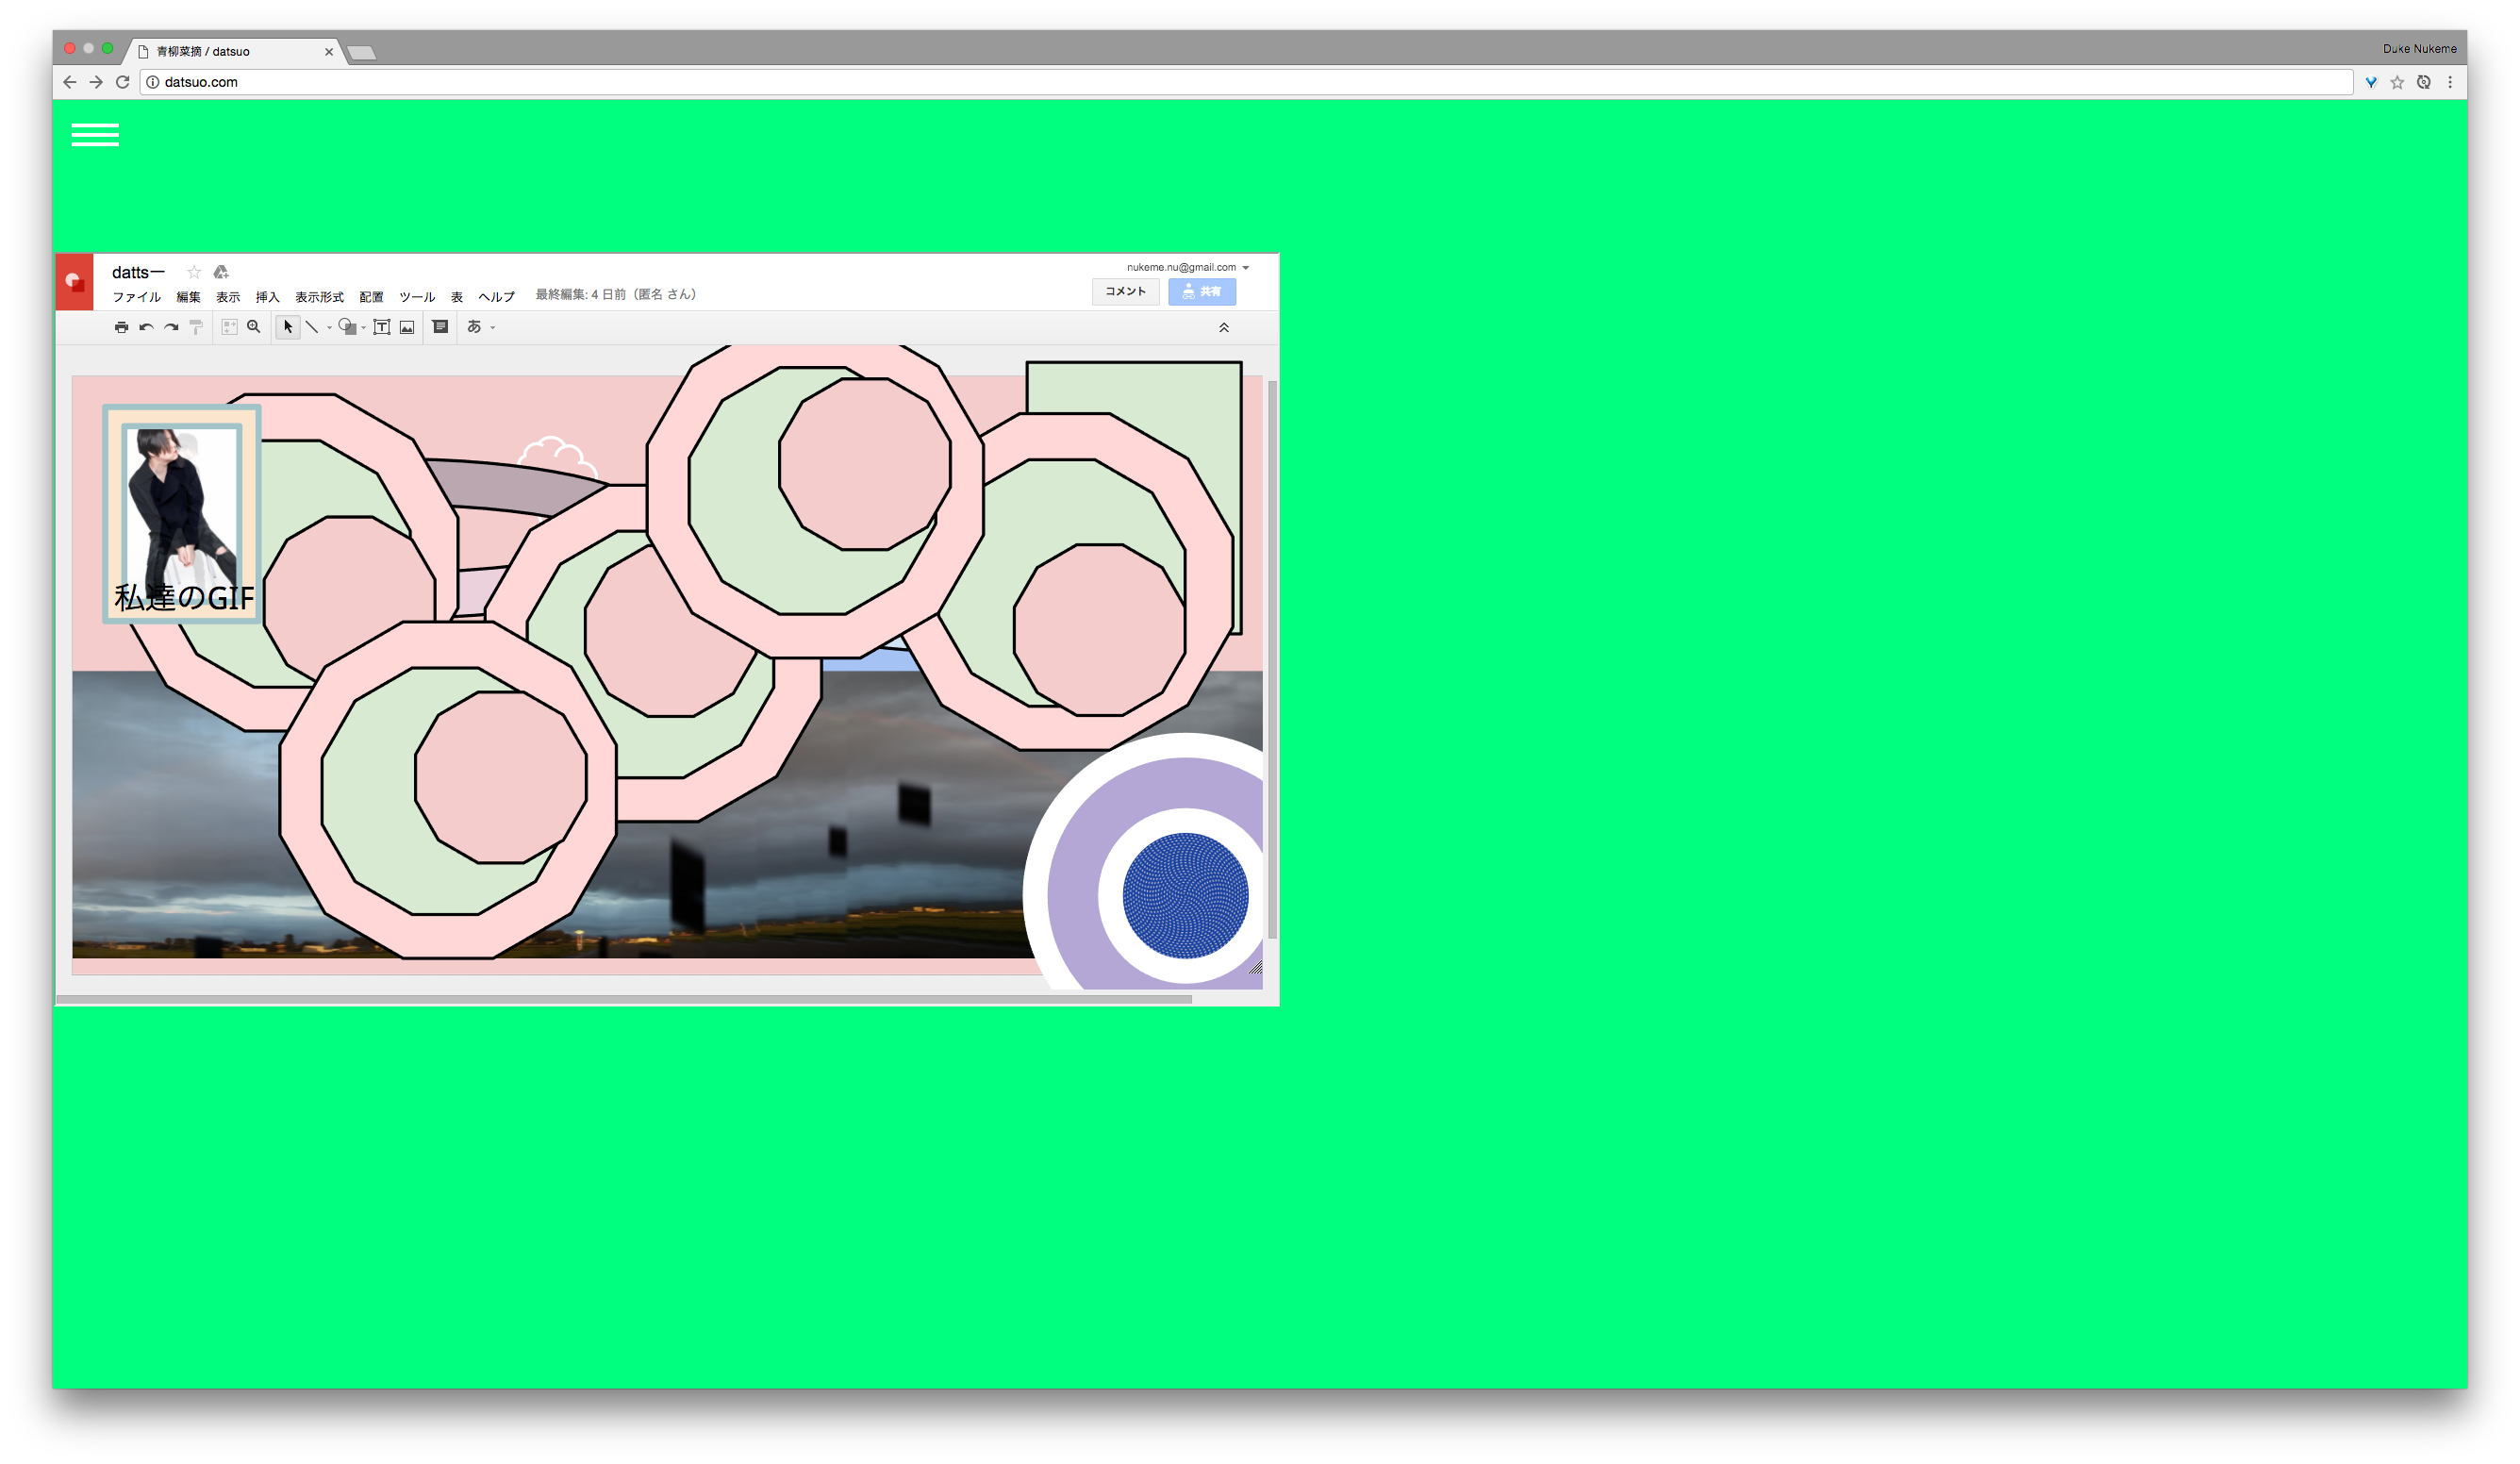 青柳菜摘 / datsuo
Duke Nukeme
datsuo.com
dattsー
nukeme.nu@gmail.com
ファイル 編集 表示 挿入 表示形式 配置 ツール 表 ヘルプ 最終編集: 4 日前（匿名 さん）
コメント 共有
あ
私達のGIF